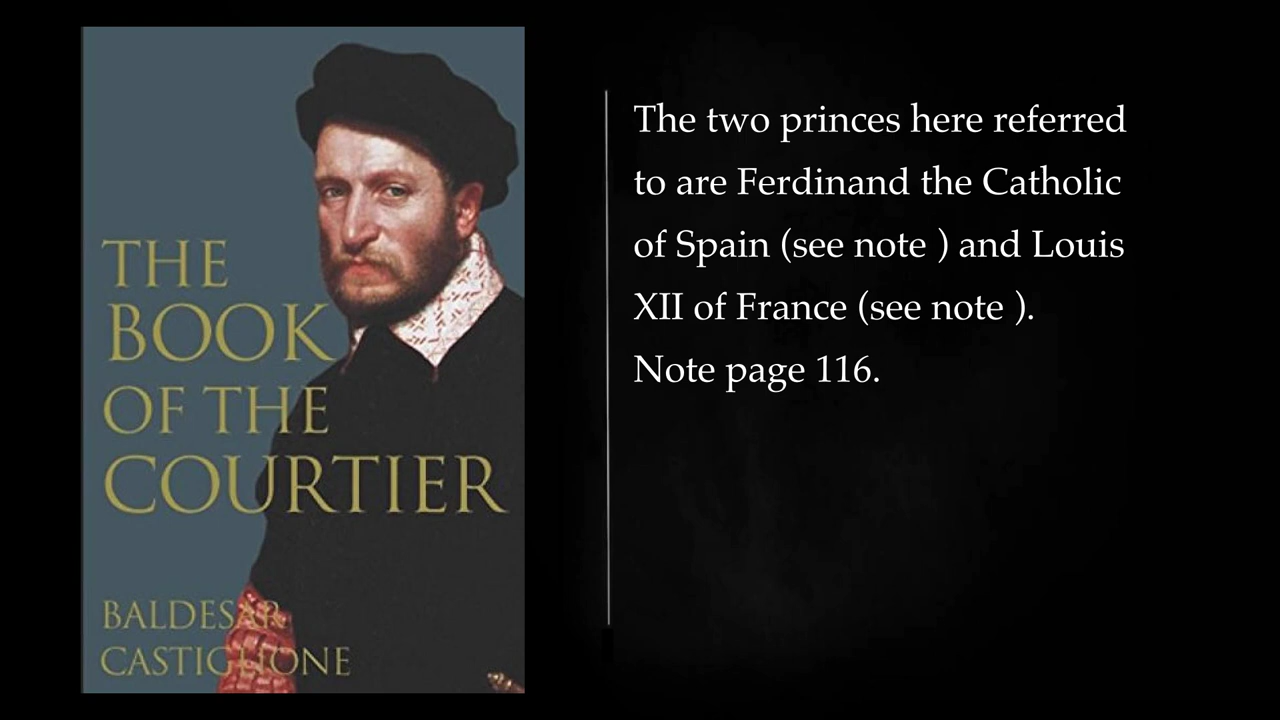 THE
BOOK
OF THE
COURTIER
BALDESAR
CASTIGLIONE
The two princes here referred
to are Ferdinand the Catholic
of Spain (see note ) and Louis
XII of France (see note ).
Note page 116.